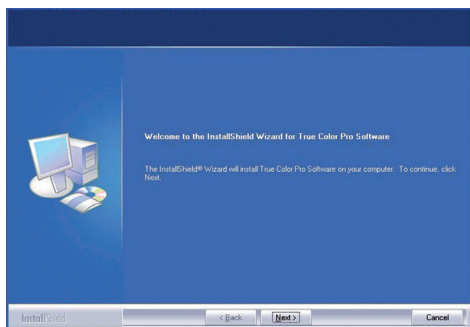 Welcome to the InstallShield Wizard for True Color Pro Software
The InstallShield® Wizard will install True Color Pro Software on your computer. To continue, click
Next.
InstallShield
< Back
Next >
Cancel